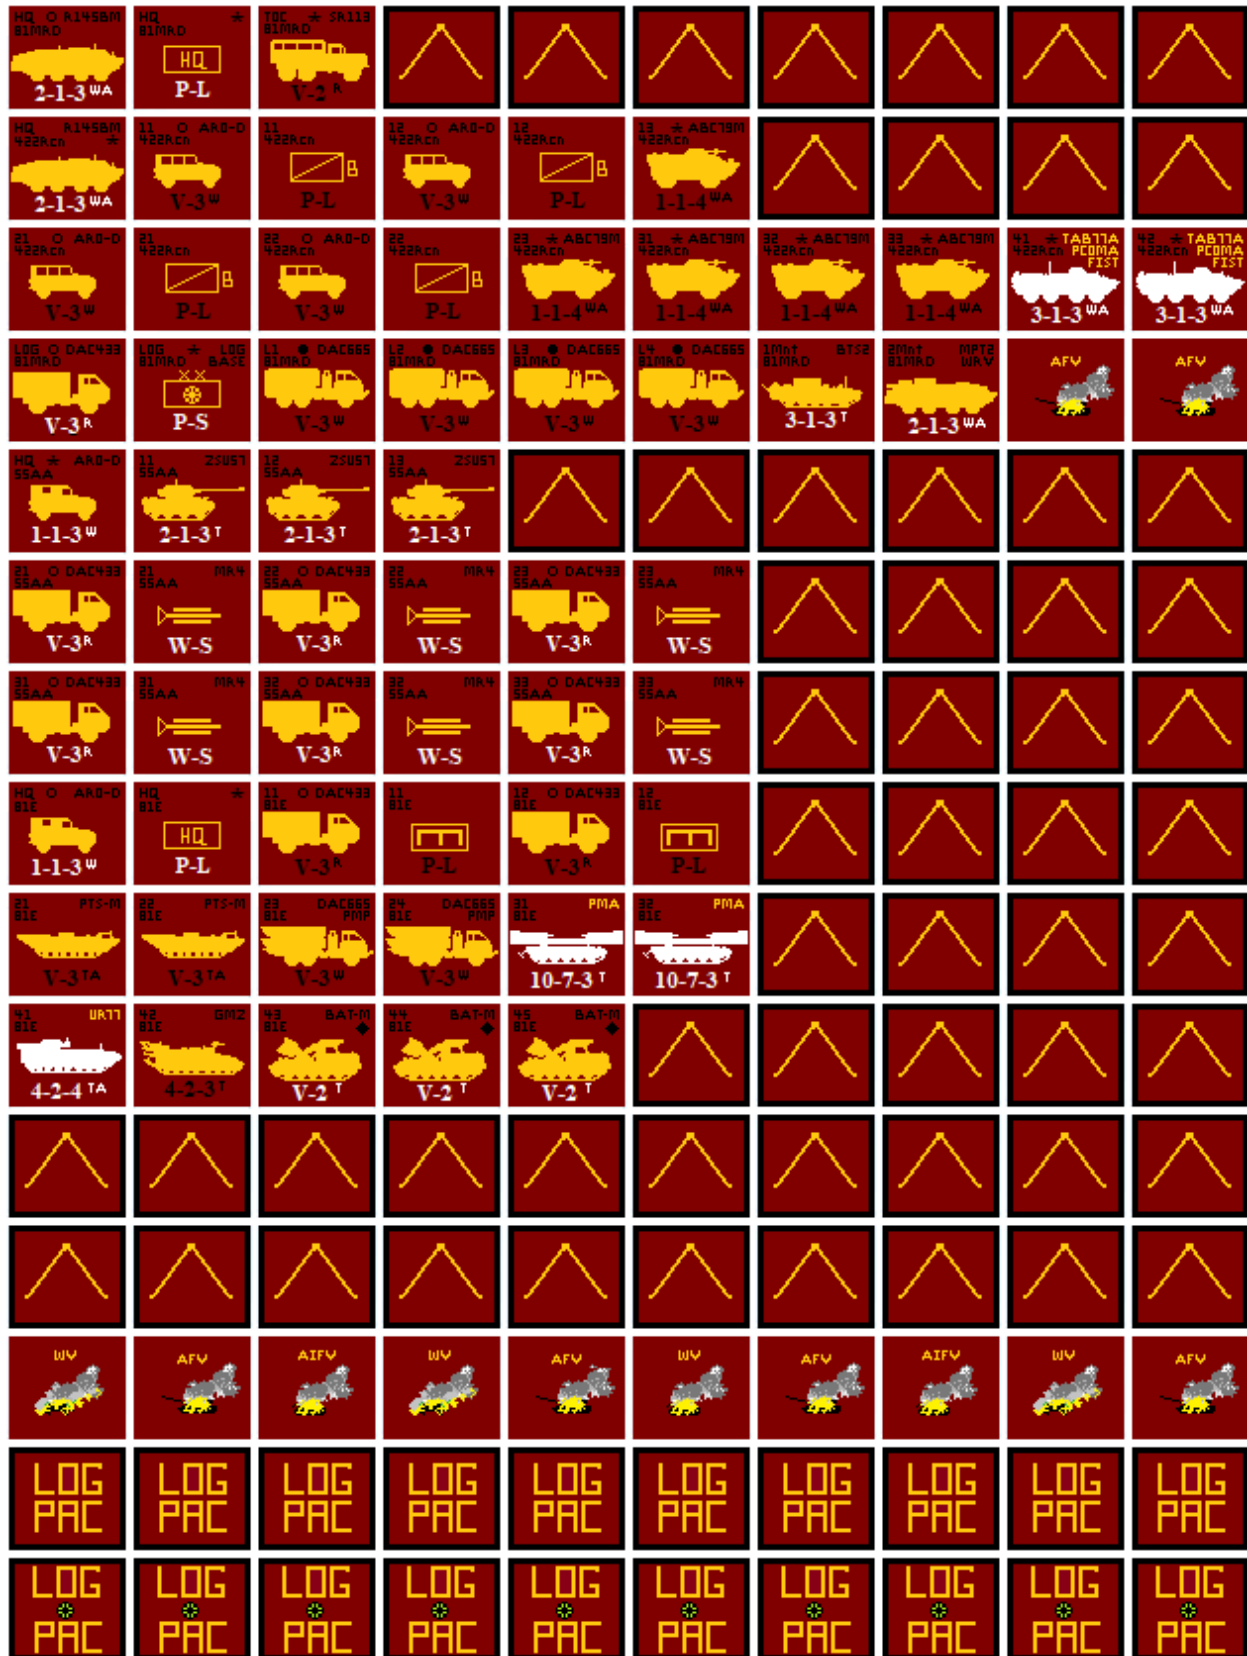 HQ O R145BM
81MRD
2-1-3 WA
HQ *
81MRD
HQ
P-L
TOC * SR113
81MRD
V-2 R
HQ R145BM
422Rcn *
2-1-3 WA
11 O ARO-D
422Rcn
V-3 W
11
422Rcn
B
P-L
12 O ARO-D
422Rcn
V-3 W
12
422Rcn
B
P-L
13 * ABC79M
422Rcn
1-1-4 WA
21 O ARO-D
422Rcn
V-3 W
21
422Rcn
B
P-L
22 O ARO-D
422Rcn
V-3 W
22
422Rcn
B
P-L
23 * ABC79M
422Rcn
1-1-4 WA
31 * ABC79M
422Rcn
1-1-4 WA
32 * ABC79M
422Rcn
1-1-4 WA
33 * ABC79M
422Rcn
1-1-4 WA
41 * TAB77A
422Rcn PCOMA
FIST
3-1-3 WA
42 * TAB77A
422Rcn PCOMA
FIST
3-1-3 WA
LOG O DAC433
81MRD
V-3 R
LOG * LOG
81MRD BASE
P-S
L1 ● DAC665
81MRD
V-3 W
L2 ● DAC665
81MRD
V-3 W
L3 ● DAC665
81MRD
V-3 W
L4 ● DAC665
81MRD
V-3 W
1Mnt BTS2
81MRD
3-1-3 T
2Mnt MPT2
81MRD WRV
2-1-3 WA
AFV
AFV
HQ * ARO-D
55AA
1-1-3 W
11 ZSU57
55AA
2-1-3 T
12 ZSU57
55AA
2-1-3 T
13 ZSU57
55AA
2-1-3 T
21 O DAC433
55AA
V-3 R
21 MR4
55AA
W-S
22 O DAC433
55AA
V-3 R
22 MR4
55AA
W-S
23 O DAC433
55AA
V-3 R
23 MR4
55AA
W-S
31 O DAC433
55AA
V-3 R
31 MR4
55AA
W-S
32 O DAC433
55AA
V-3 R
32 MR4
55AA
W-S
33 O DAC433
55AA
V-3 R
33 MR4
55AA
W-S
HQ O ARO-D
81E
1-1-3 W
HQ *
81E
HQ
P-L
11 O DAC433
81E
V-3 R
11
81E
P-L
12 O DAC433
81E
V-3 R
12
81E
P-L
21 PTS-M
81E
V-3 TA
22 PTS-M
81E
V-3 TA
23 DAC665
81E PMP
V-3 W
24 DAC665
81E PMP
V-3 W
31 PMA
81E
10-7-3 T
32 PMA
81E
10-7-3 T
41 UR77
81E
4-2-4 TA
42 GMZ
81E
4-2-3 T
43 BAT-M
81E
V-2 T
44 BAT-M
81E
V-2 T
45 BAT-M
81E
V-2 T
WV
AFV
AIFV
WV
AFV
WV
AFV
AIFV
WV
AFV
LOG
PAC
LOG
PAC
LOG
PAC
LOG
PAC
LOG
PAC
LOG
PAC
LOG
PAC
LOG
PAC
LOG
PAC
LOG
PAC
LOG
PAC
LOG
PAC
LOG
PAC
LOG
PAC
LOG
PAC
LOG
PAC
LOG
PAC
LOG
PAC
LOG
PAC
LOG
PAC